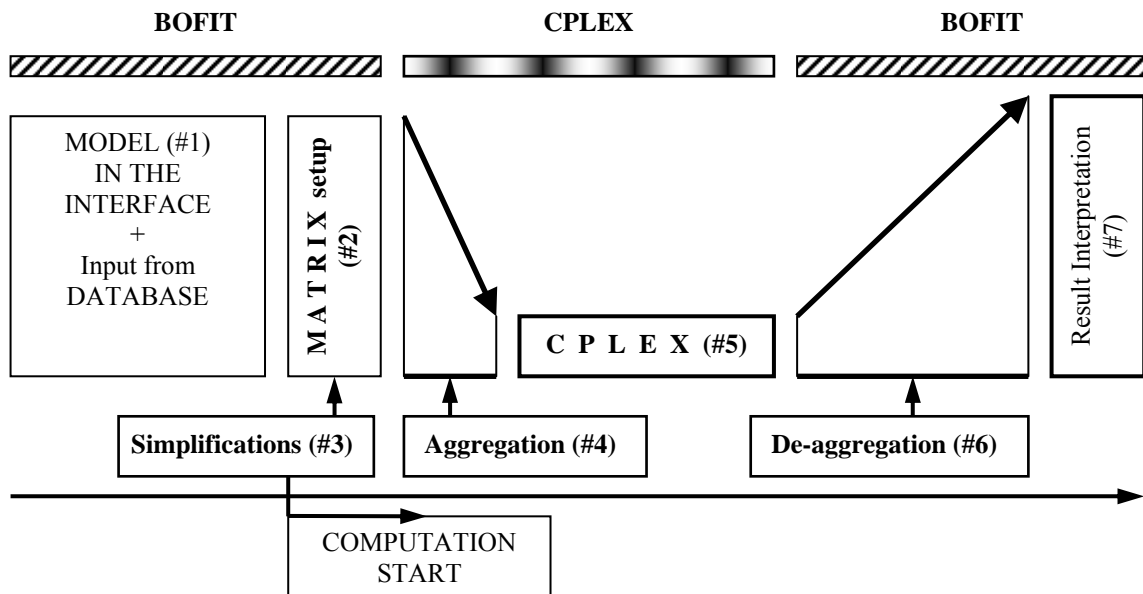 BOFIT
CPLEX
BOFIT
MODEL (#1)
IN THE
INTERFACE
+
Input from
DATABASE
M A T R I X setup
(#2)
C P L E X (#5)
Result Interpretation
(#7)
Simplifications (#3)
Aggregation (#4)
De-aggregation (#6)
COMPUTATION
START